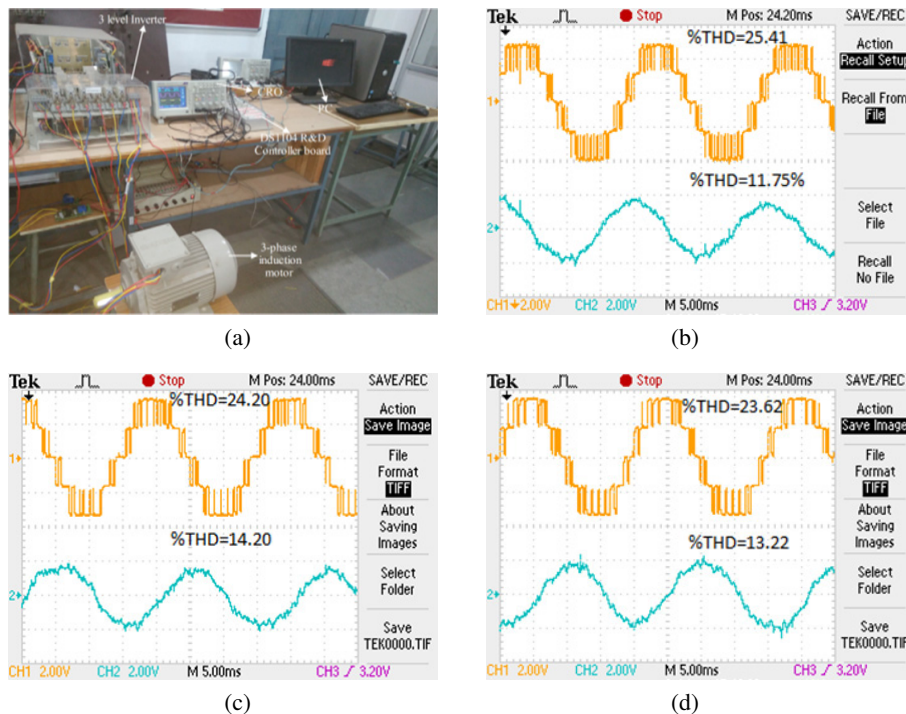 3 level Inverter
CRO
PC
DS1104 R&D
Controller board
3-phase
induction
motor
(a)
Tek Stop M Pos: 24.20ms SAVE/REC
%THD=25.41
Action
Recall Setup
1
Recall From
File
%THD=11.75%
2
Select
File
Recall
No File
CH1 2.00V CH2 2.00V M 5.00ms CH3 3.20V
(b)
Tek Stop M Pos: 24.00ms SAVE/REC
%THD=24.20
Action
Save Image
1
File
Format
TIFF
About
Saving
Images
%THD=14.20
2
Select
Folder
Save
TEK0000.TIF
CH1 2.00V CH2 2.00V M 5.00ms CH3 3.20V
(c)
Tek Stop M Pos: 24.00ms SAVE/REC
%THD=23.62
Action
Save Image
1
File
Format
TIFF
About
Saving
Images
%THD=13.22
2
Select
Folder
Save
TEK0000.TIF
CH1 2.00V CH2 2.00V M 5.00ms CH3 3.20V
(d)